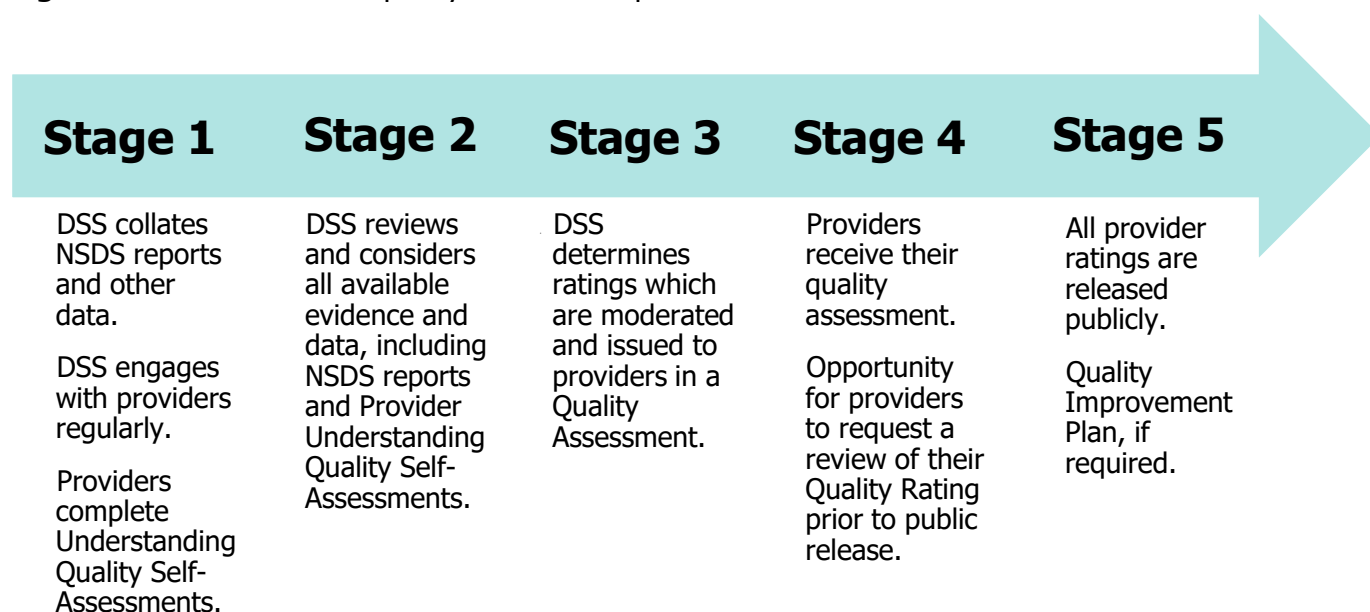 Stage 1
DSS collates
NSDS reports
and other
data.
DSS engages
with providers
regularly.
Providers
complete
Understanding
Quality Self-
Assessments.
Stage 2
DSS reviews
and considers
all available
evidence and
data, including
NSDS reports
and Provider
Understanding
Quality Self-
Assessments.
Stage 3
DSS
determines
ratings which
are moderated
and issued to
providers in a
Quality
Assessment.
Stage 4
Providers
receive their
quality
assessment.
Opportunity
for providers
to request a
review of their
Quality Rating
prior to public
release.
Stage 5
All provider
ratings are
released
publicly.
Quality
Improvement
Plan, if
required.